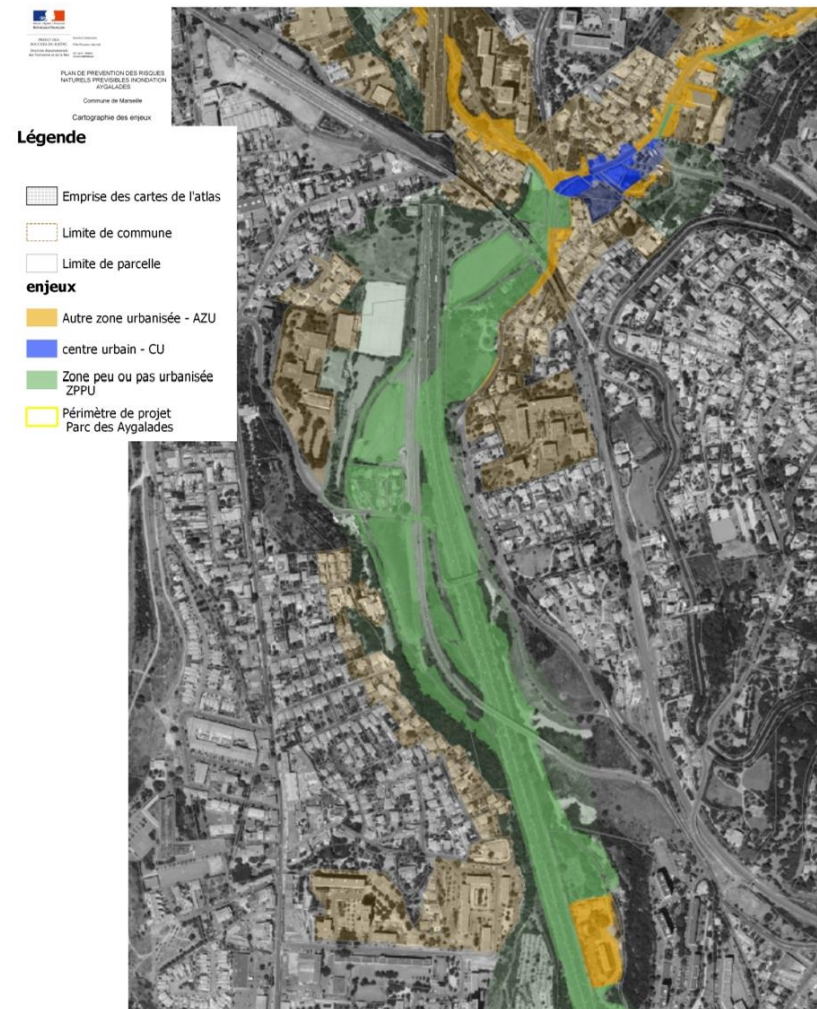 PLAN DE PREVENTION DES RISQUES
NATURELS PREVISIBLES INONDATION
AYGALADES
Commune de Marseille
Cartographie des enjeux
Légende
Emprise des cartes de l'atlas
Limite de commune
Limite de parcelle
enjeux
Autre zone urbanisée - AZU
centre urbain - CU
Zone peu ou pas urbanisée
ZPPU
Périmètre de projet
Parc des Aygalades